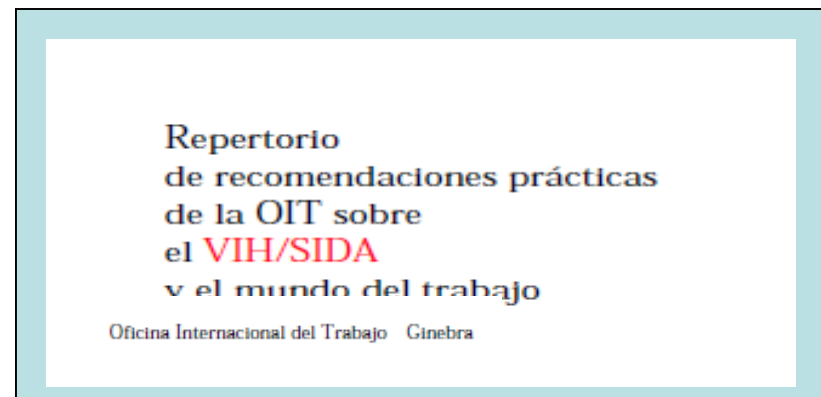 Repertorio
de recomendaciones prácticas
de la OIT sobre
el VIH/SIDA
y el mundo del trabajo
Oficina Internacional del Trabajo Ginebra